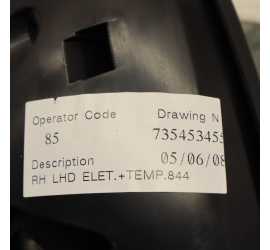 Operator Code Drawing N
85 735453455
Description 05/06/08
RH LHD ELET.+TEMP.844